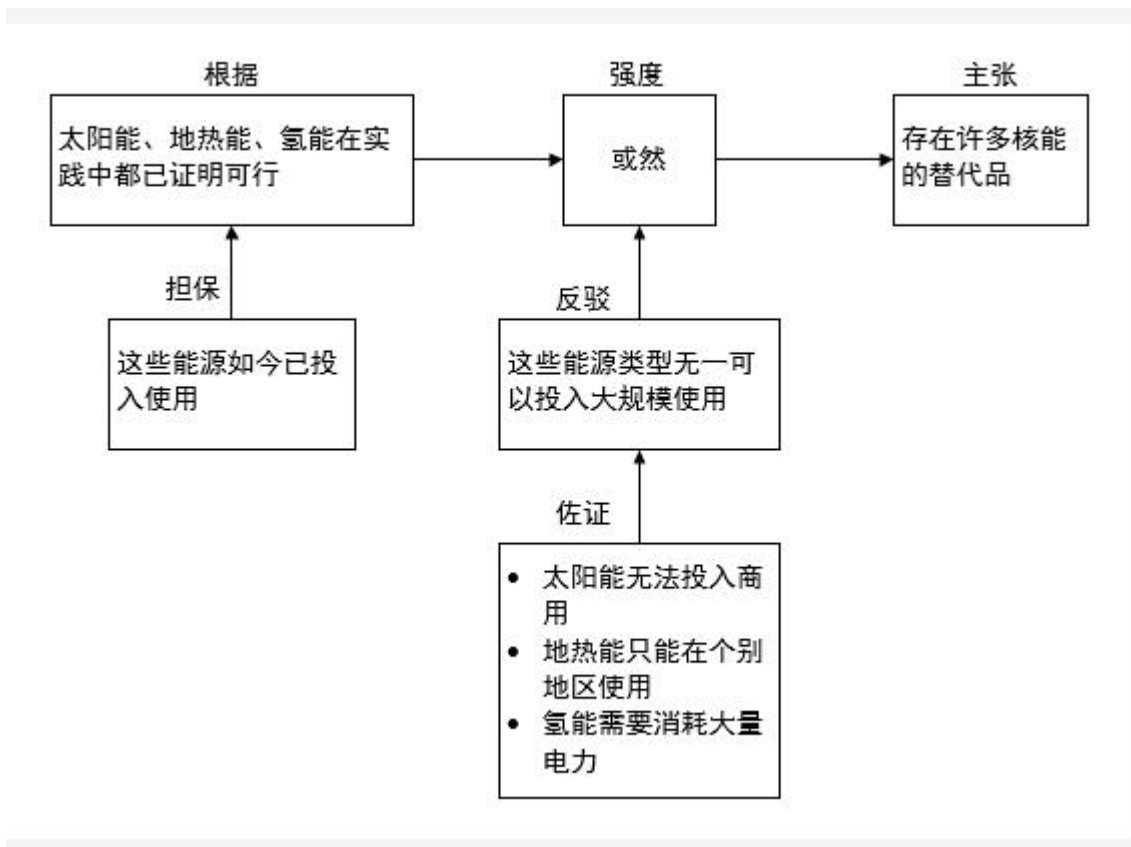 根据
太阳能、地热能、氢能在实
践中都已证明可行
强度
或然
主张
存在许多核能
的替代品
担保
这些能源如今已投
入使用
反驳
这些能源类型无一可
以投入大规模使用
佐证
• 太阳能无法投入商
用
• 地热能只能在个别
地区使用
• 氢能需要消耗大量
电力